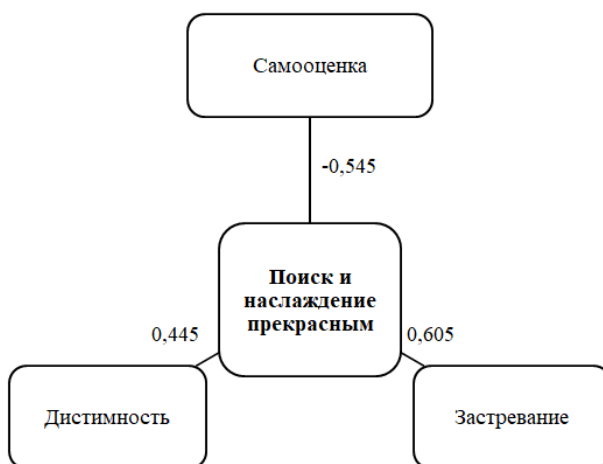 Самооценка
-0,545
Поиск и
наслаждение
прекрасным
0,445
0,605
Дистимность
Застревание